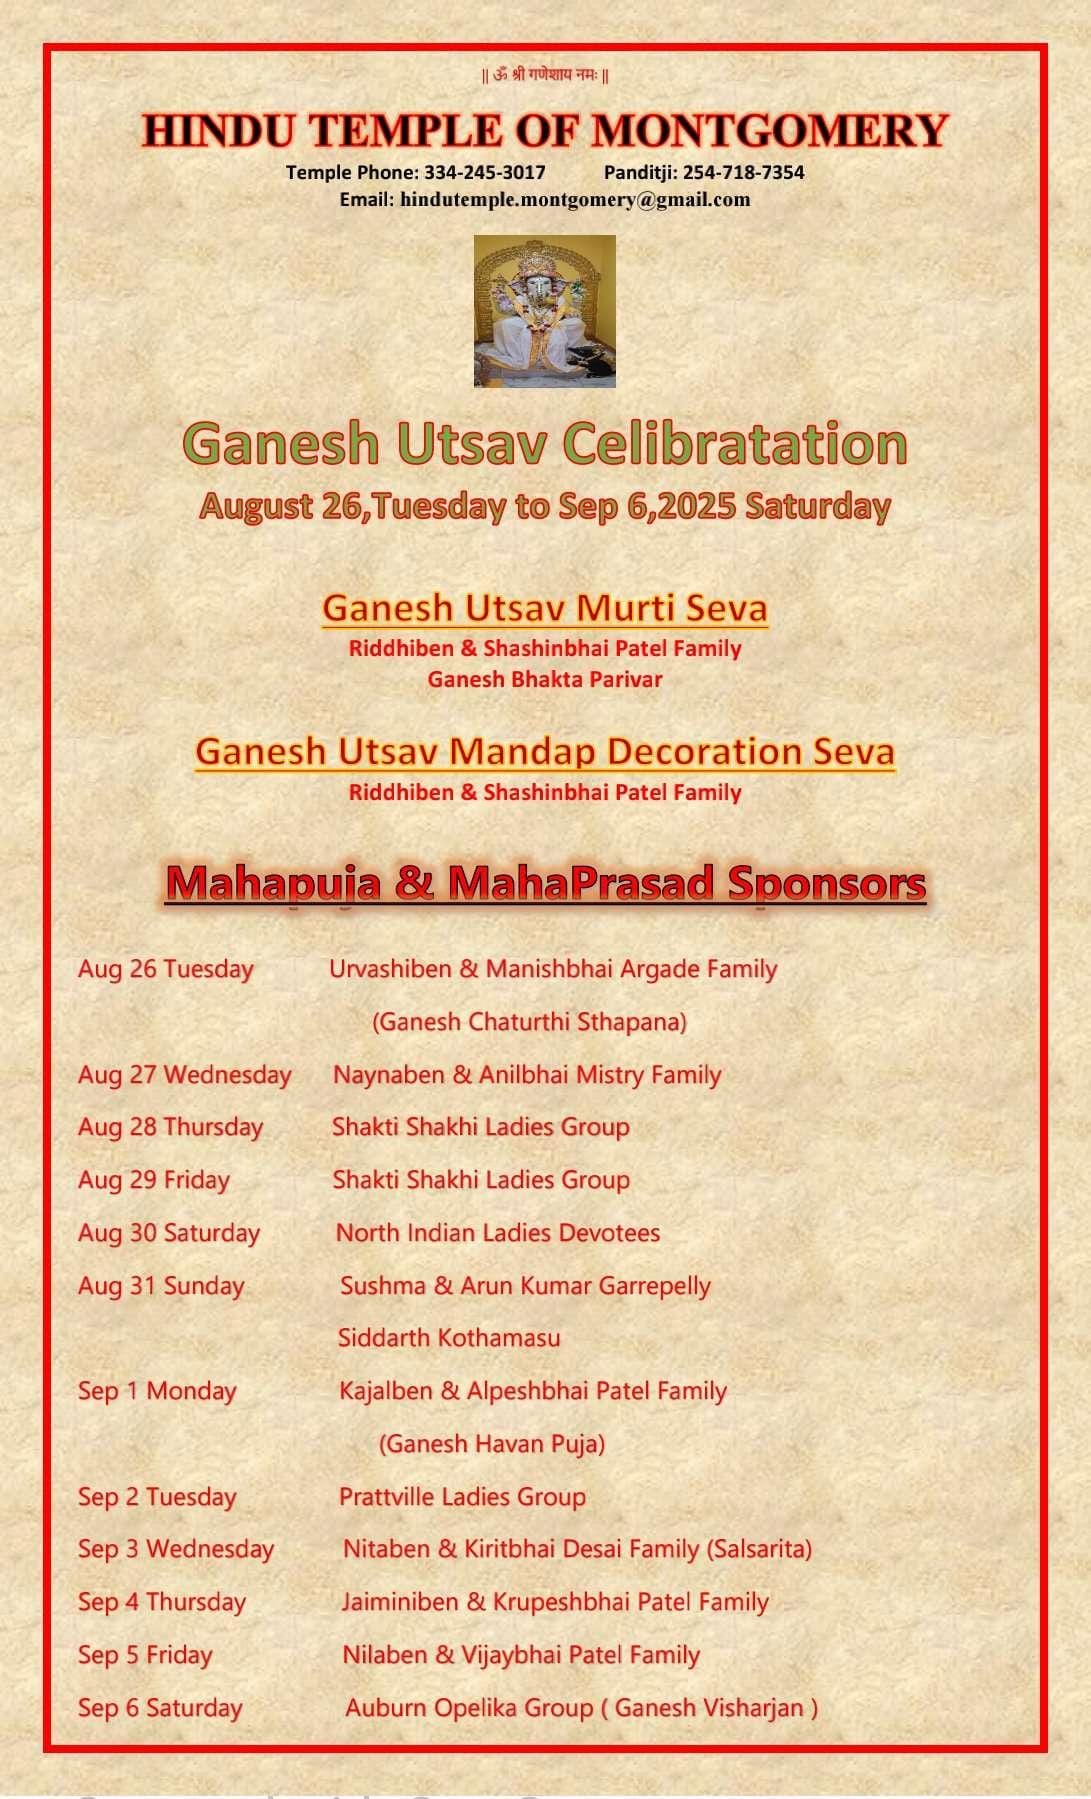 || ॐ श्री गणेशाय नमः ||
HINDU TEMPLE OF MONTGOMERY
Temple Phone: 334-245-3017 Panditji: 254-718-7354
Email: hindutemple.montgomery@gmail.com
Ganesh Utsav Celibratation
August 26,Tuesday to Sep 6,2025 Saturday
Ganesh Utsav Murti Seva
Riddhiben & Shashinbhai Patel Family
Ganesh Bhakta Parivar
Ganesh Utsav Mandap Decoration Seva
Riddhiben & Shashinbhai Patel Family
Mahapuja & MahaPrasad Sponsors
Aug 26 Tuesday Urvashiben & Manishbhai Argade Family
(Ganesh Chaturthi Sthapana)
Aug 27 Wednesday Naynaben & Anilbhai Mistry Family
Aug 28 Thursday Shakti Shakhi Ladies Group
Aug 29 Friday Shakti Shakhi Ladies Group
Aug 30 Saturday North Indian Ladies Devotees
Aug 31 Sunday Sushma & Arun Kumar Garrepelly
Siddarth Kothamasu
Sep 1 Monday Kajalben & Alpeshbhai Patel Family
(Ganesh Havan Puja)
Sep 2 Tuesday Prattville Ladies Group
Sep 3 Wednesday Nitaben & Kiritbhai Desai Family (Salsarita)
Sep 4 Thursday Jaiminiben & Krupeshbhai Patel Family
Sep 5 Friday Nilaben & Vijaybhai Patel Family
Sep 6 Saturday Auburn Opelika Group ( Ganesh Visharjan )